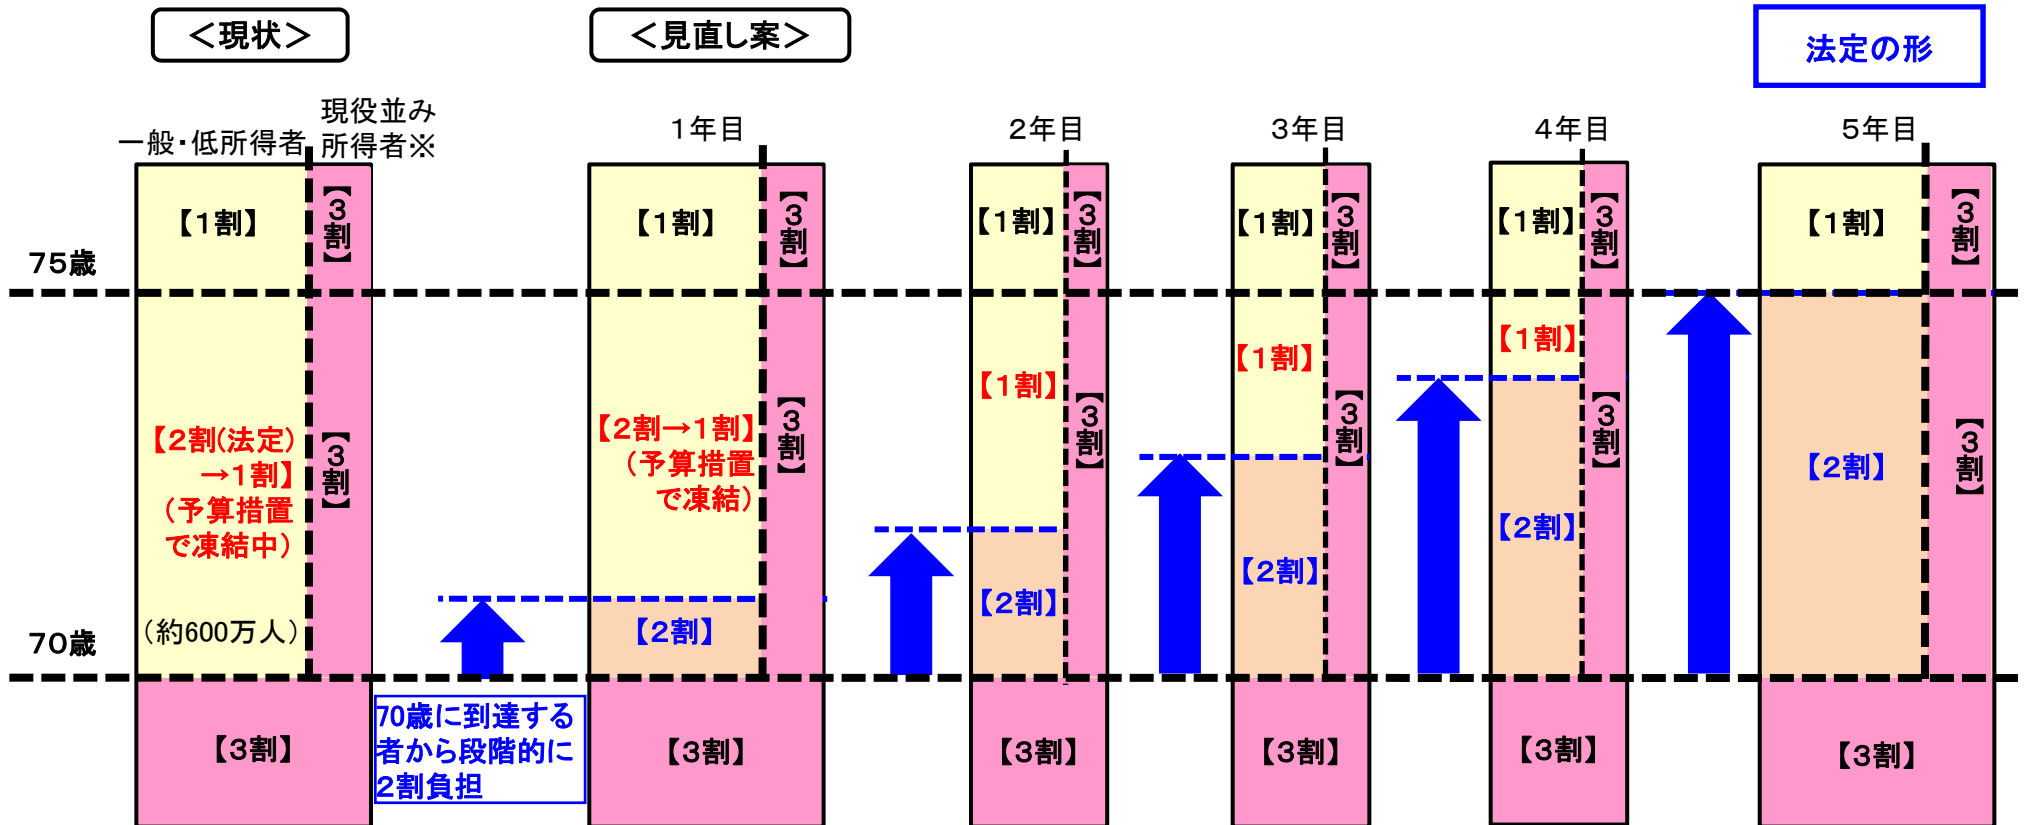 ＜現状＞
＜見直し案＞
法定の形
一般・低所得者
現役並み
所得者※
1年目
2年目
3年目
4年目
5年目
75歳
70歳
【1割】
【3割】
【2割(法定)
→1割】
（予算措置
で凍結中）
（約600万人）
【3割】
【3割】
70歳に到達する
者から段階的に
2割負担
【1割】
【3割】
【2割→1割】
（予算措置
で凍結）
【3割】
【2割】
【3割】
【1割】
【3割】
【1割】
【3割】
【2割】
【3割】
【1割】
【3割】
【1割】
【3割】
【2割】
【3割】
【1割】
【3割】
【1割】
【3割】
【2割】
【3割】
【1割】
【3割】
【2割】
【3割】
【3割】